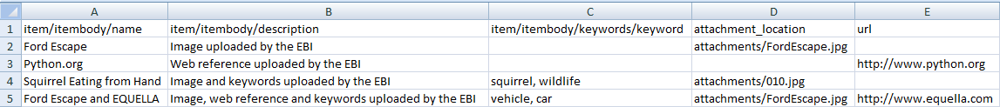 A B C D E
1 item/itembody/name item/itembody/description item/itembody/keywords/keyword attachment_location url
2 Ford Escape Image uploaded by the EBI attachments/FordEscape.jpg
3 Python.org Web reference uploaded by the EBI http://www.python.org
4 Squirrel Eating from Hand Image and keywords uploaded by the EBI squirrel, wildlife attachments/010.jpg
5 Ford Escape and EQUELLA Image, web reference and keywords uploaded by the EBI vehicle, car attachments/FordEscape.jpg http://www.equella.com